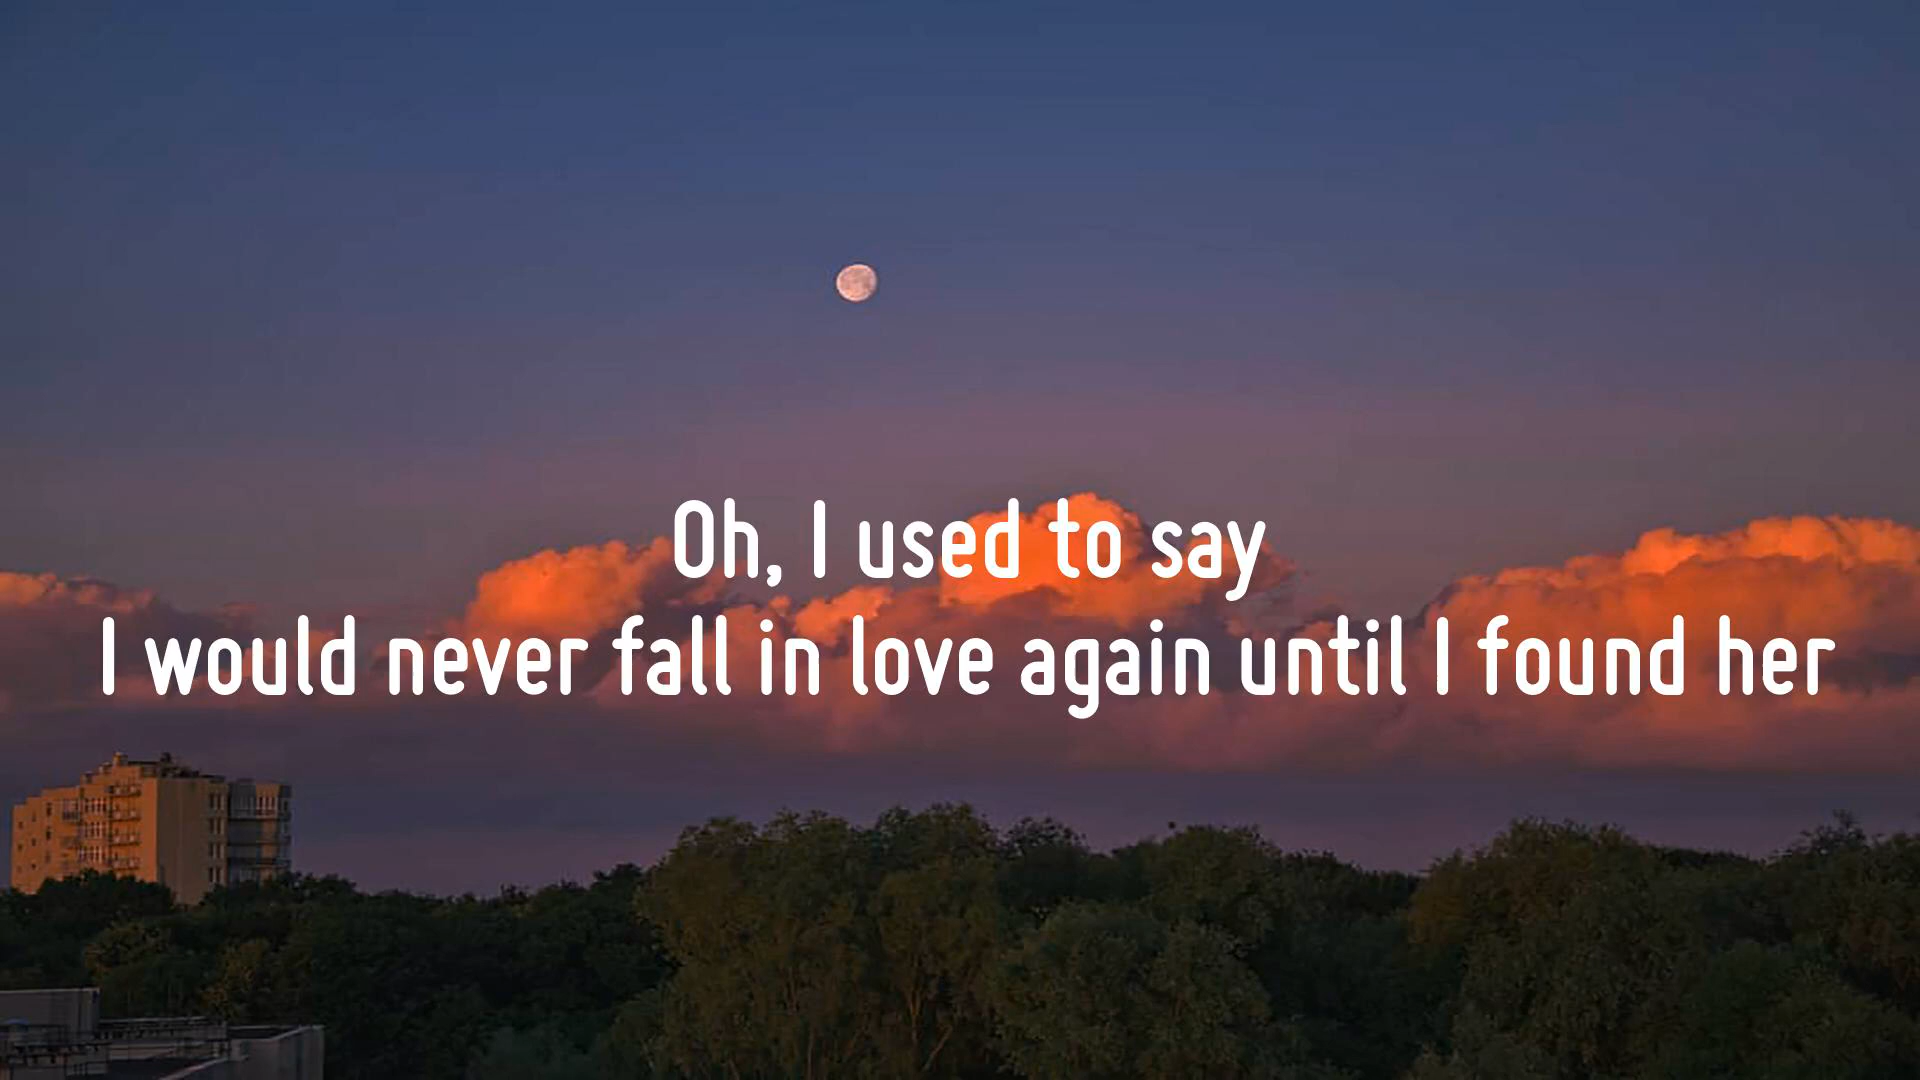 Oh, I used to say
I would never fall in love again until I found her